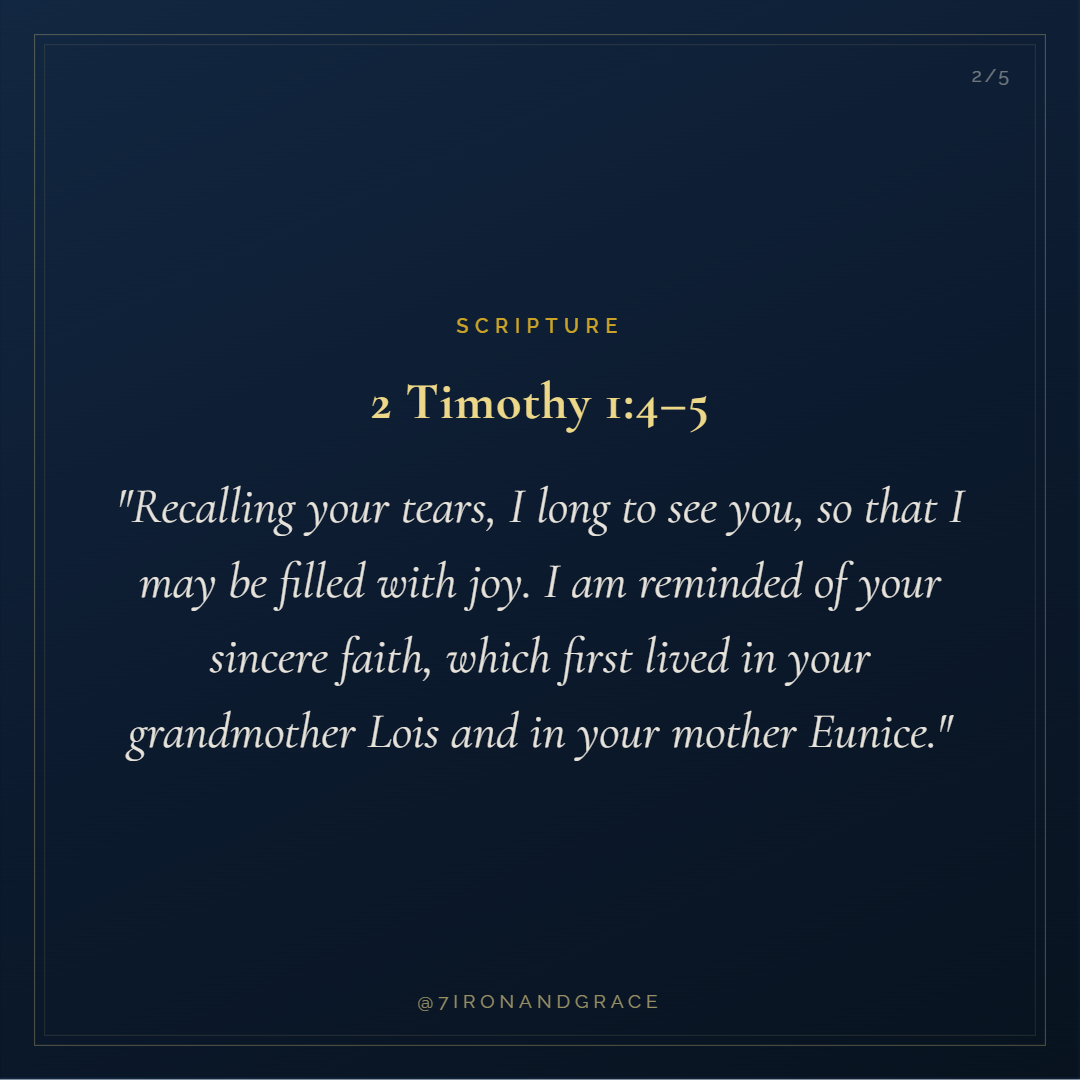 2/5
SCRIPTURE
2 Timothy 1:4–5
"Recalling your tears, I long to see you, so that I
may be filled with joy. I am reminded of your
sincere faith, which first lived in your
grandmother Lois and in your mother Eunice."
@7IRONANDGRACE